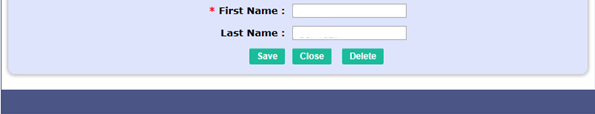 * First Name :
Last Name :
Save Close Delete